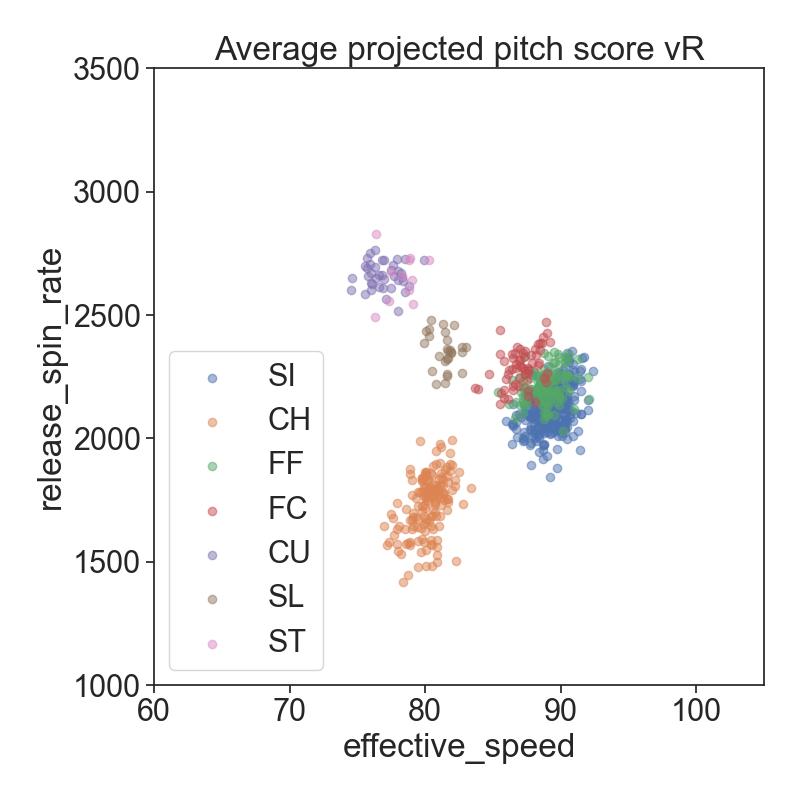 Average projected pitch score vR
release_spin_rate
3500
3000
2500
2000
1500
1000
SI
CH
FF
FC
CU
SL
ST
60 70 80 90 100
effective_speed